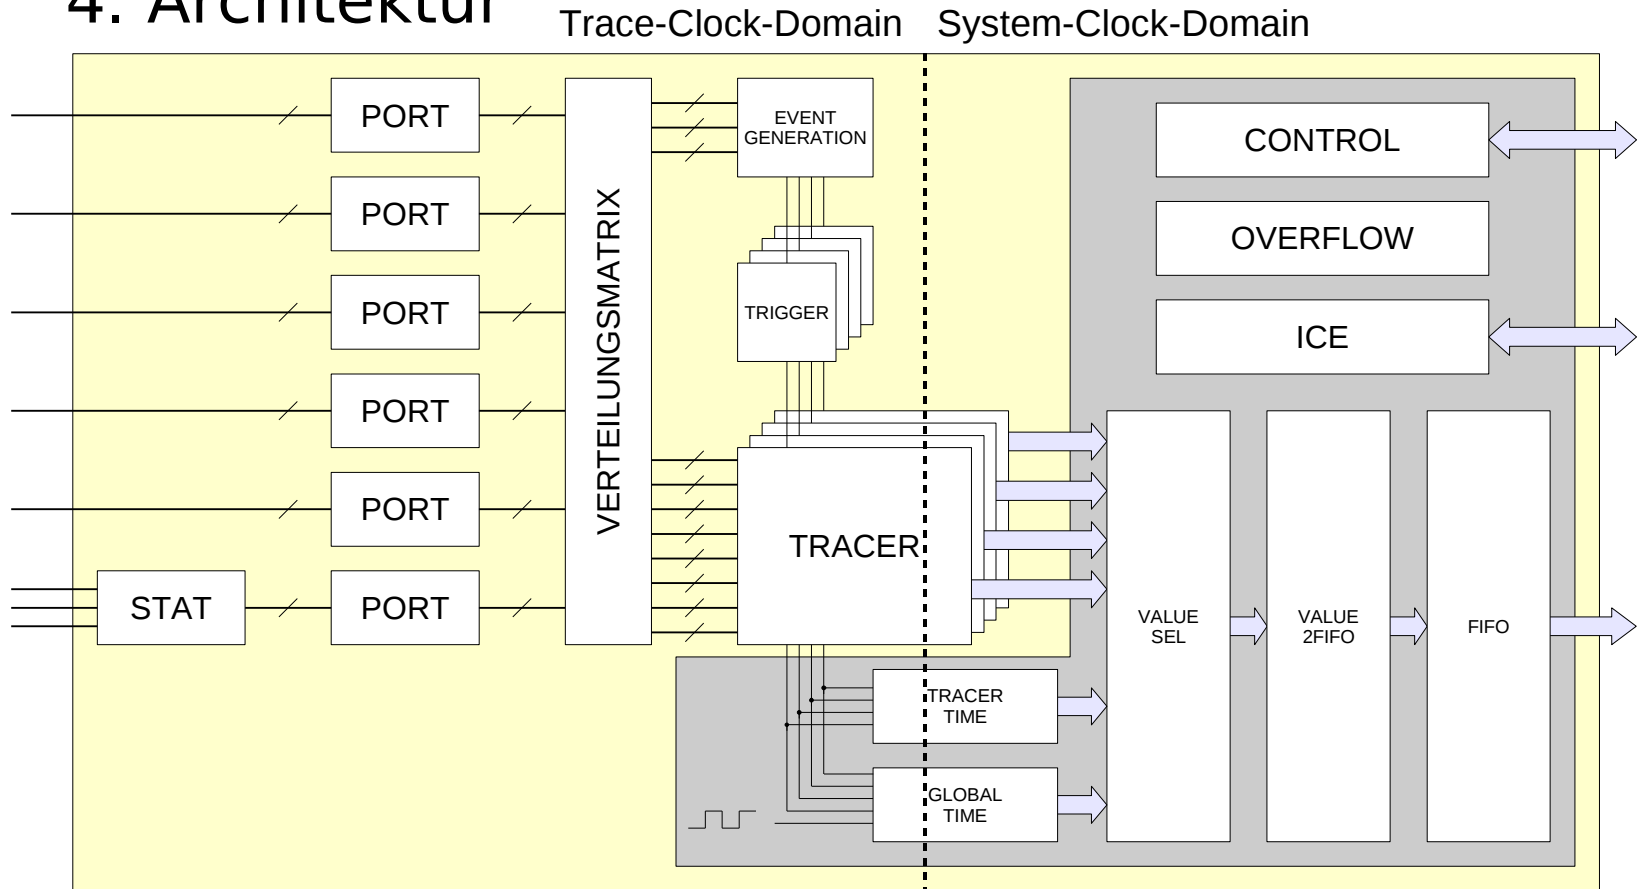 4. Architektur
Trace-Clock-Domain
System-Clock-Domain
PORT
PORT
PORT
PORT
PORT
STAT
PORT
VERTEILUNGSMATRIX
EVENT
GENERATION
TRIGGER
TRACER
TRACER
TIME
GLOBAL
TIME
CONTROL
OVERFLOW
ICE
VALUE
SEL
VALUE
2FIFO
FIFO